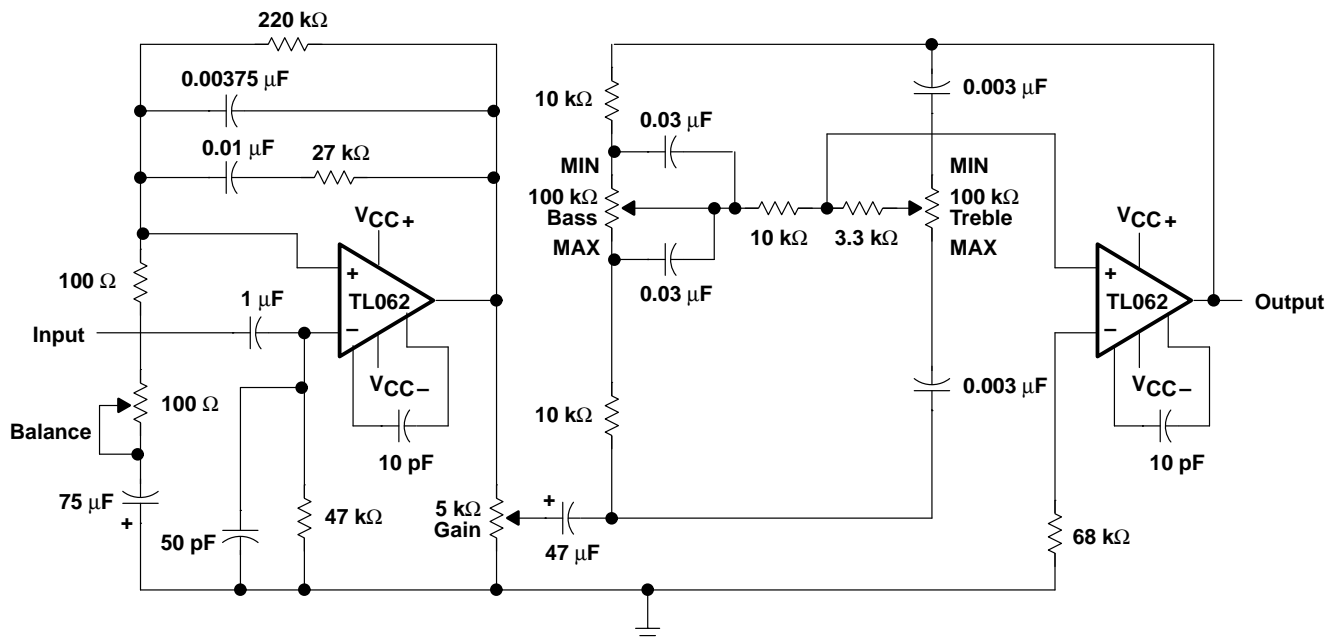 220 kΩ
0.00375 μF
0.01 μF
27 kΩ
VCC+
100 Ω
+
TL062
−
1 μF
Input
VCC−
100 Ω
Balance
10 pF
75 μF
+
50 pF
47 kΩ
5 kΩ
Gain
+
47 μF
10 kΩ
0.03 μF
0.003 μF
MIN
100 kΩ
Bass
MAX
10 kΩ
3.3 kΩ
MIN
100 kΩ
Treble
MAX
0.03 μF
10 kΩ
0.003 μF
VCC+
+
TL062
−
Output
VCC−
10 pF
68 kΩ